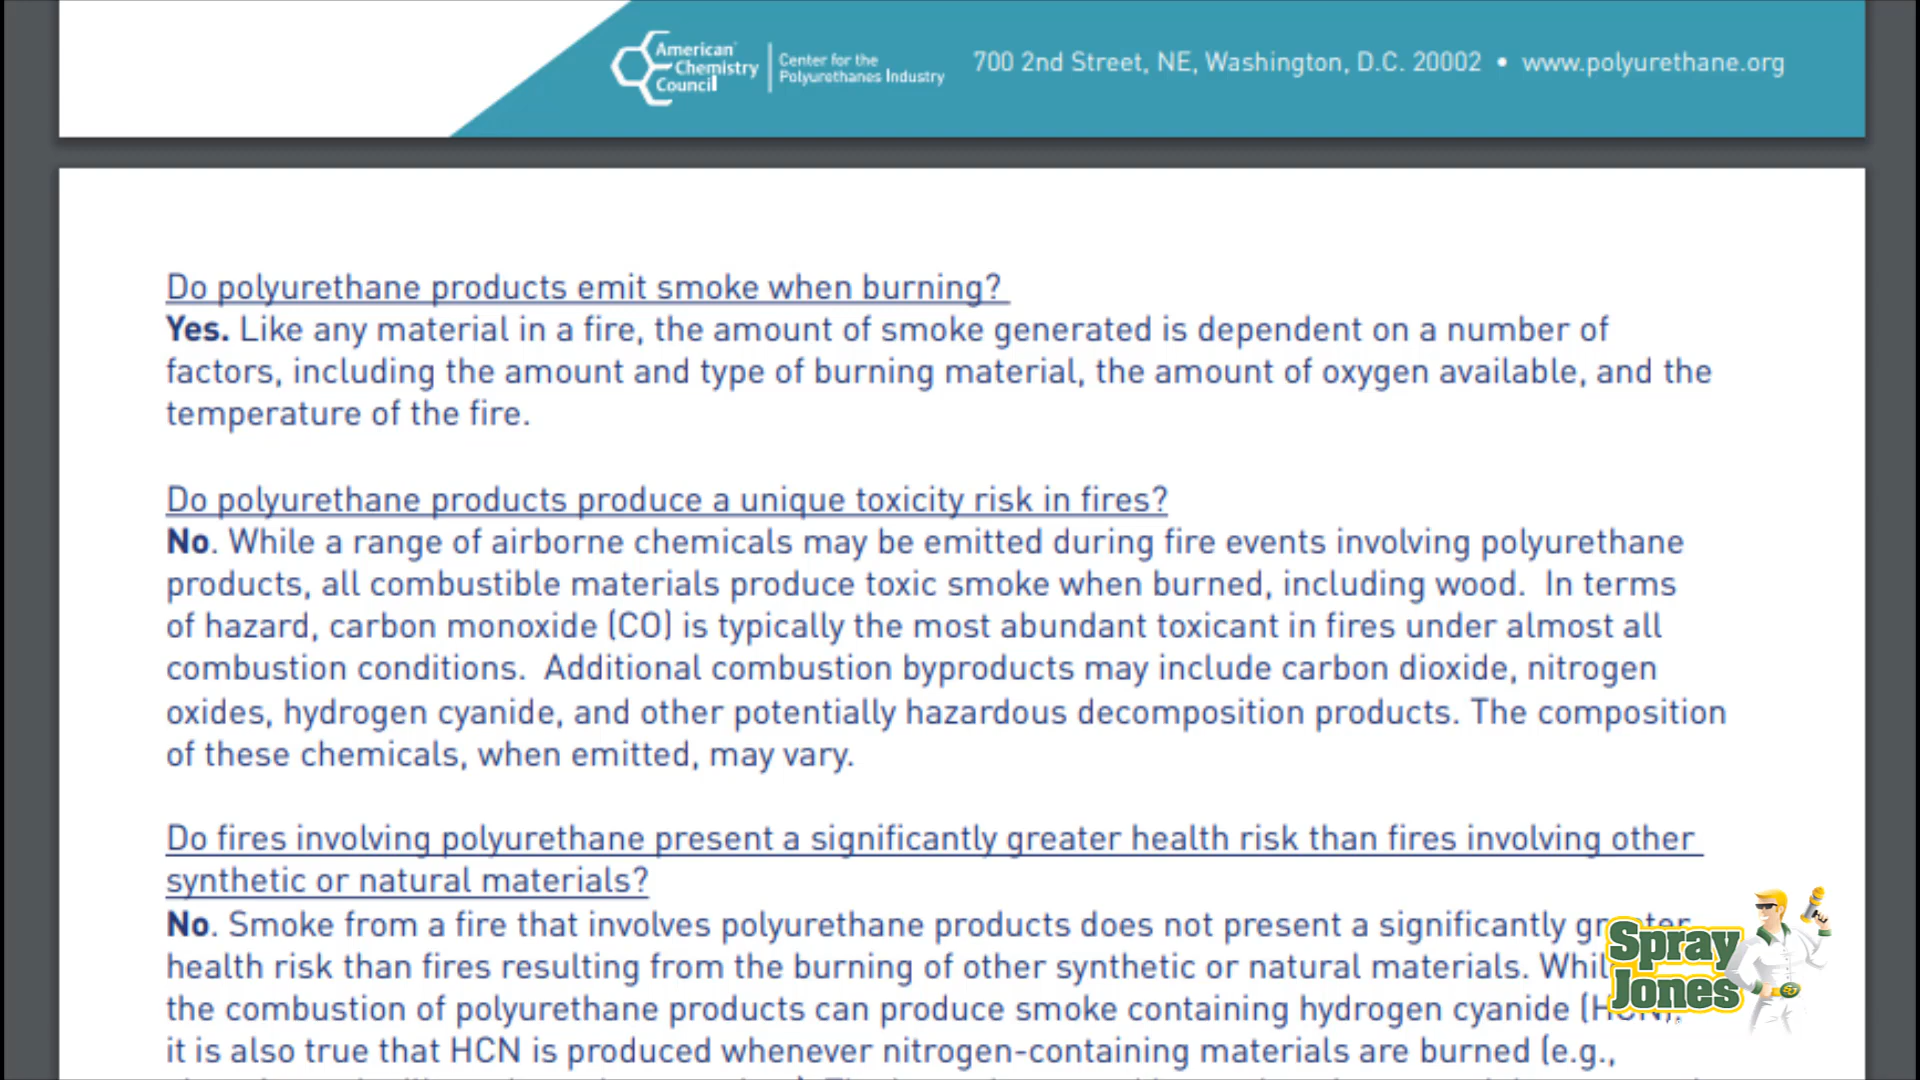 American Chemistry Council
Center for the Polyurethanes Industry
700 2nd Street, NE, Washington, D.C. 20002 • www.polyurethane.org
Do polyurethane products emit smoke when burning?
Yes. Like any material in a fire, the amount of smoke generated is dependent on a number of
factors, including the amount and type of burning material, the amount of oxygen available, and the
temperature of the fire.
Do polyurethane products produce a unique toxicity risk in fires?
No. While a range of airborne chemicals may be emitted during fire events involving polyurethane
products, all combustible materials produce toxic smoke when burned, including wood. In terms
of hazard, carbon monoxide (CO) is typically the most abundant toxicant in fires under almost all
combustion conditions. Additional combustion byproducts may include carbon dioxide, nitrogen
oxides, hydrogen cyanide, and other potentially hazardous decomposition products. The composition
of these chemicals, when emitted, may vary.
Do fires involving polyurethane present a significantly greater health risk than fires involving other
synthetic or natural materials?
No. Smoke from a fire that involves polyurethane products does not present a significantly greater
health risk than fires resulting from the burning of other synthetic or natural materials. Whil
the combustion of polyurethane products can produce smoke containing hydrogen cyanide (HCN),
it is also true that HCN is produced whenever nitrogen-containing materials are burned (e.g.,
Spray
Jones
SJ